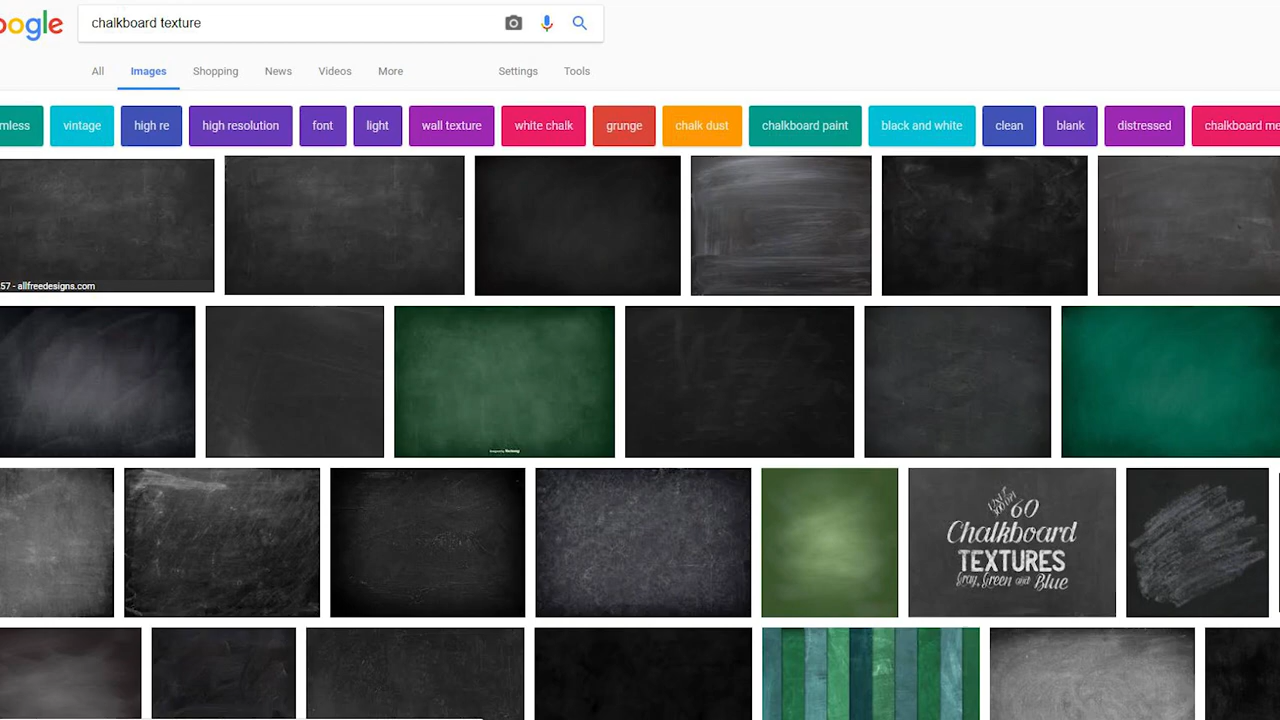 oogle
chalkboard texture
All Images Shopping News Videos More Settings Tools
mless vintage high re high resolution font light wall texture white chalk grunge chalk dust chalkboard paint black and white clean blank distressed chalkboard me
57 - allfreedesigns.com
60
Chalkboard
TEXTURES
Gray, Green and Blue